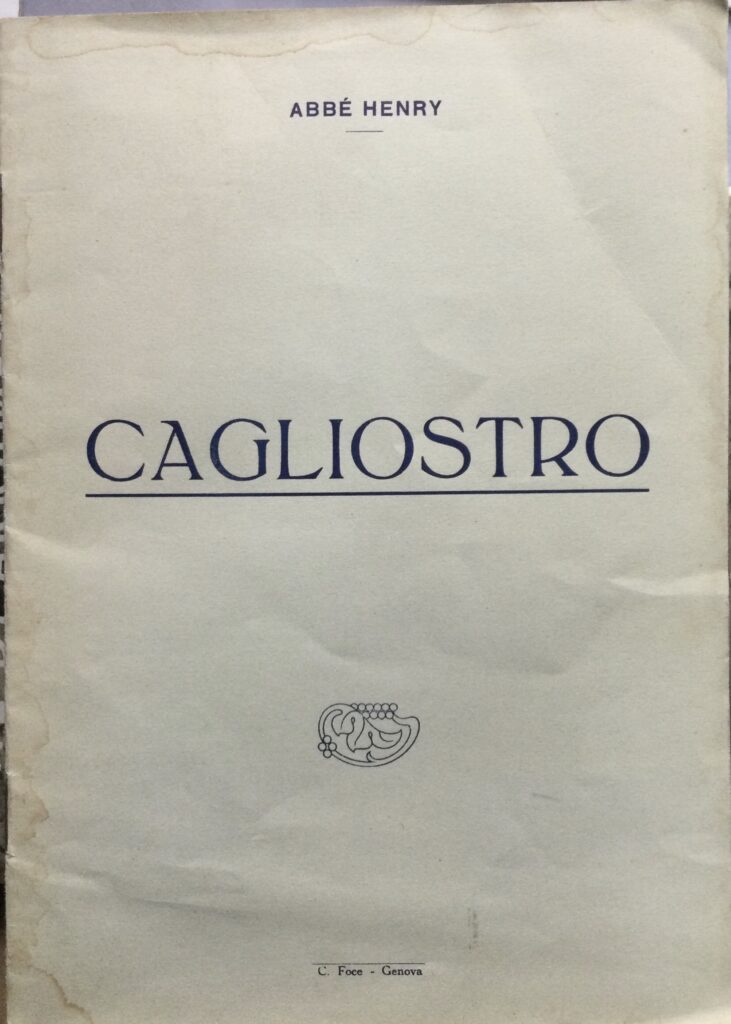 ABBÉ HENRY
CAGLIOSTRO
C. Foce - Genova